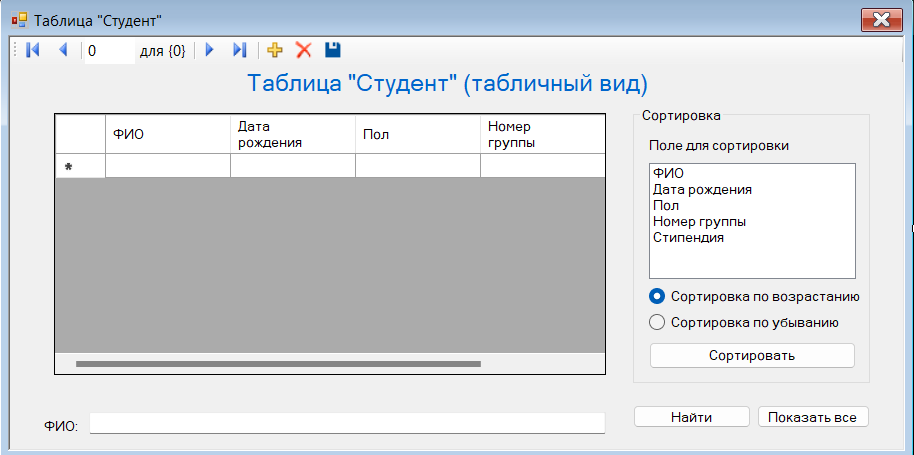 Таблица "Студент"
0 для {0}
Таблица "Студент" (табличный вид)
ФИО
Дата рождения
Пол
Номер группы
*
Сортировка
Поле для сортировки
ФИО
Дата рождения
Пол
Номер группы
Стипендия
Сортировка по возрастанию
Сортировка по убыванию
Сортировать
ФИО:
Найти
Показать все